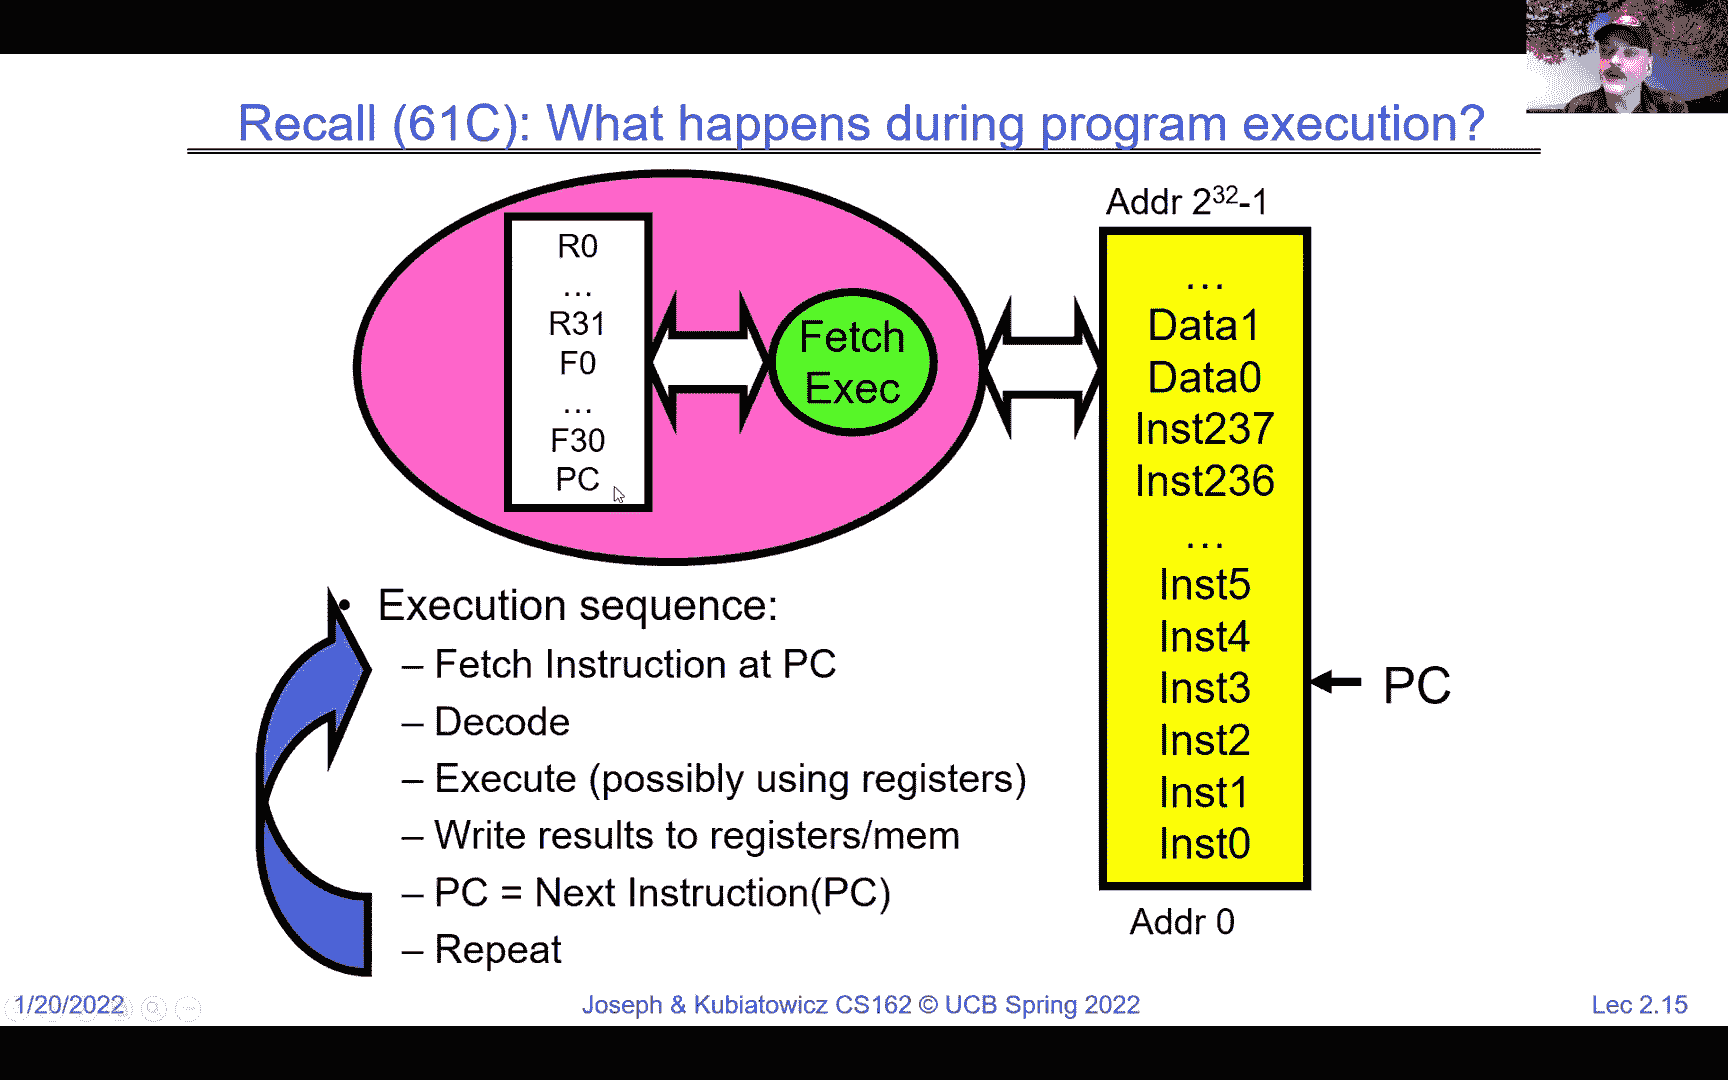 Recall (61C): What happens during program execution?
R0
...
R31
F0
...
F30
PC
Fetch
Exec
Addr 2³²-1
...
Data1
Data0
Inst237
Inst236
...
Inst5
Inst4
Inst3
Inst2
Inst1
Inst0
Addr 0
PC
• Execution sequence:
– Fetch Instruction at PC
– Decode
– Execute (possibly using registers)
– Write results to registers/mem
– PC = Next Instruction(PC)
– Repeat
1/20/2022
Joseph & Kubiatowicz CS162 © UCB Spring 2022
Lec 2.15